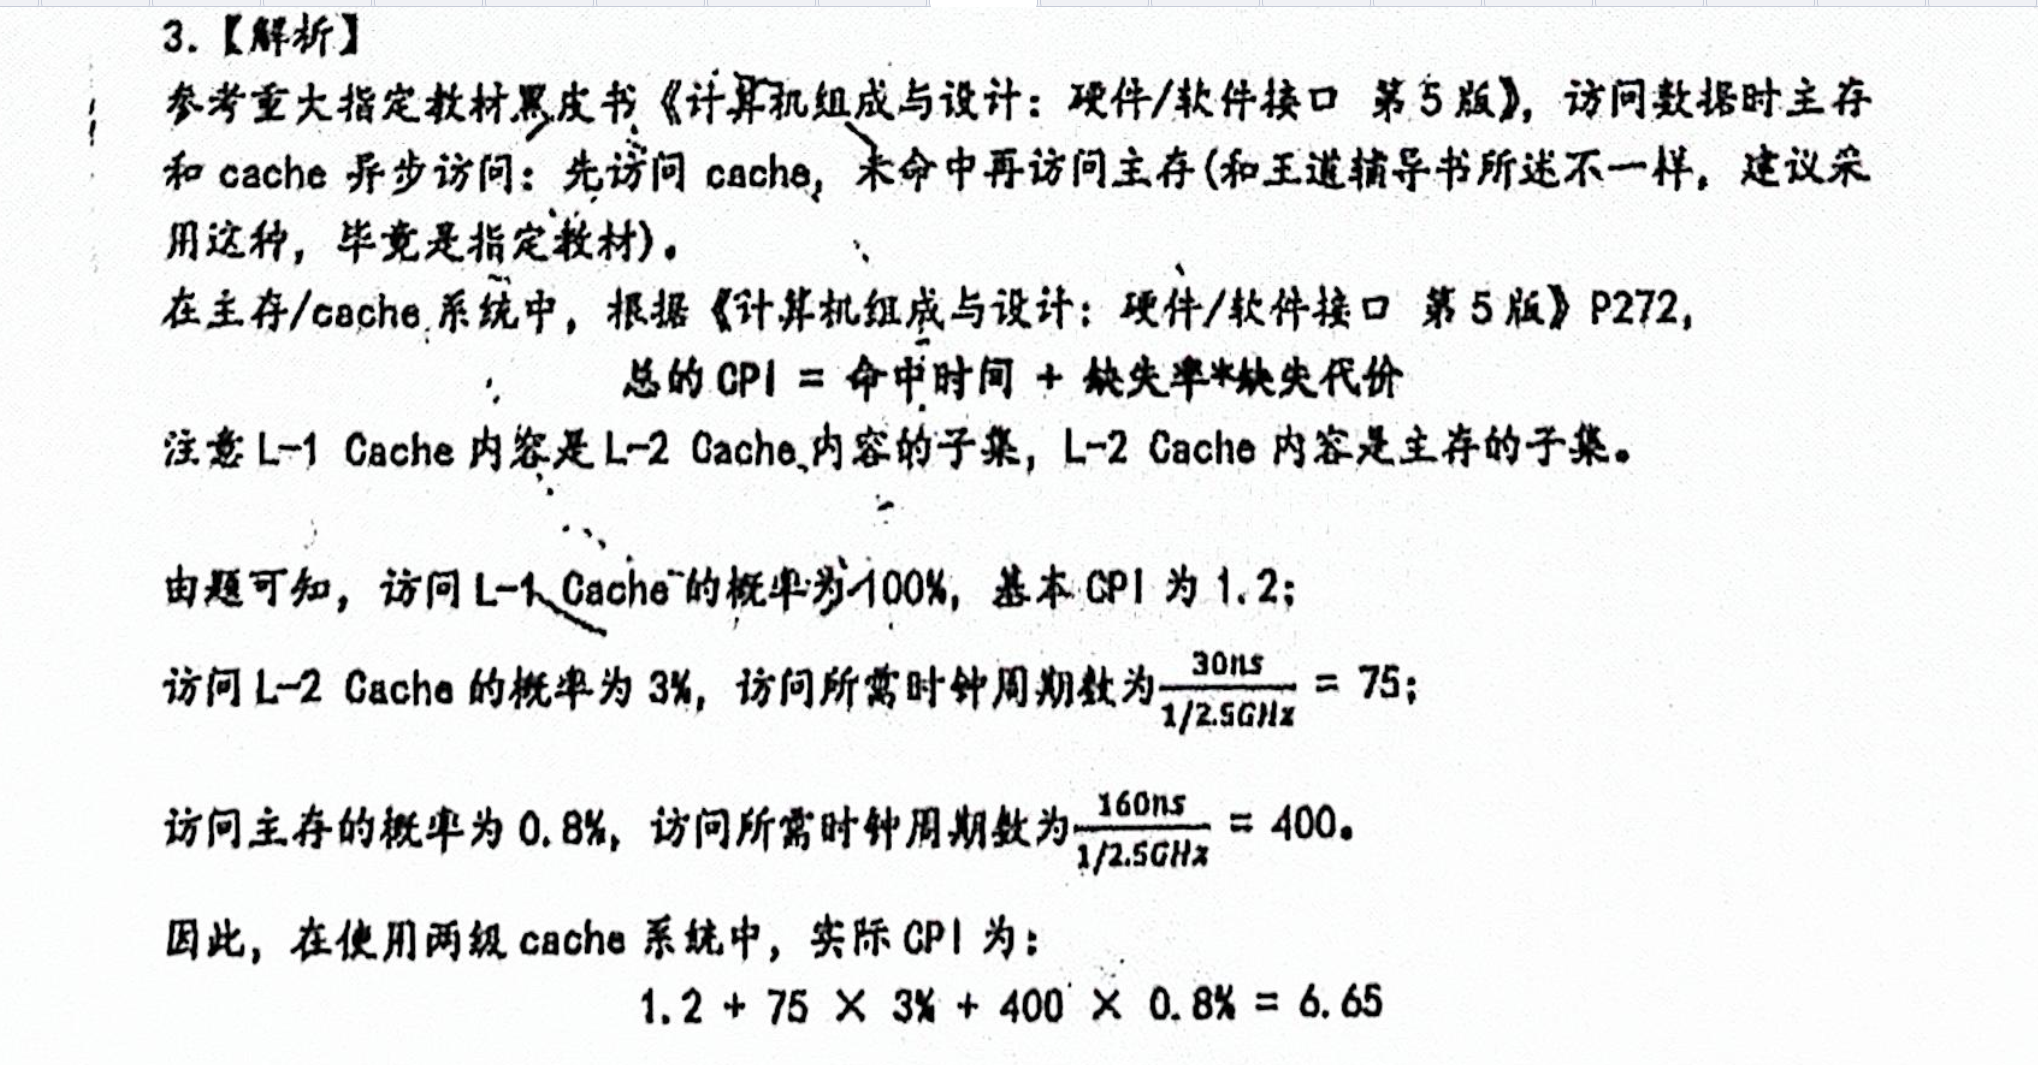 3.【解析】
参考重大指定教材黑皮书《计算机组成与设计：硬件/软件接口 第5版》，访问数据时主存
和 cache 异步访问：先访问 cache，未命中再访问主存(和王道辅导书所述不一样，建议采
用这种，毕竟是指定教材)。
在主存/cache 系统中，根据《计算机组成与设计：硬件/软件接口 第5版》P272，
总的 CPI = 命中时间 + 缺失率*缺失代价
注意 L-1 Cache 内容是 L-2 Cache 内容的子集，L-2 Cache 内容是主存的子集。
由题可知，访问 L-1 Cache 的概率为 100%，基本 CPI 为 1.2；
访问 L-2 Cache 的概率为 3%，访问所需时钟周期数为 30ns / (1/2.5GHz) = 75；
访问主存的概率为 0.8%，访问所需时钟周期数为 160ns / (1/2.5GHz) = 400。
因此，在使用两级 cache 系统中，实际 CPI 为：
1.2 + 75 × 3% + 400 × 0.8% = 6.65